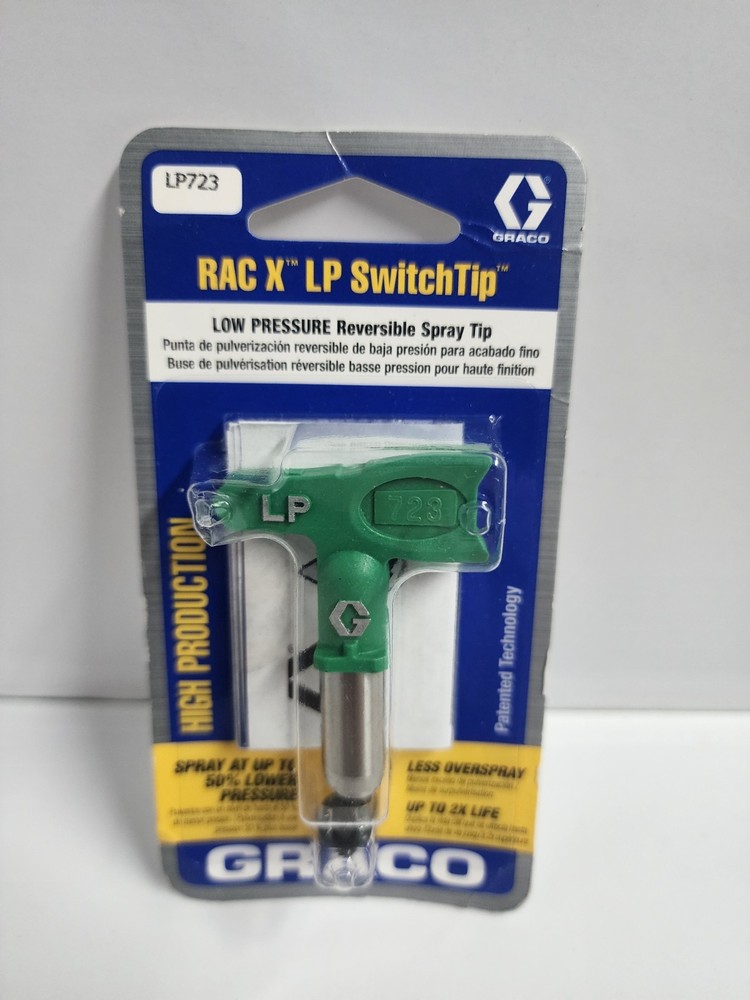 LP723
GRACO
RAC X™ LP SwitchTip™
LOW PRESSURE Reversible Spray Tip
Punta de pulverización reversible de baja presión para acabado fino
Buse de pulvérisation réversible basse pression pour haute finition
LP
723
HIGH PRODUCTION
Patented Technology
SPRAY AT UP TO
50% LOWER
PRESSURE
LESS OVERSPRAY
UP TO 2X LIFE
GRACO